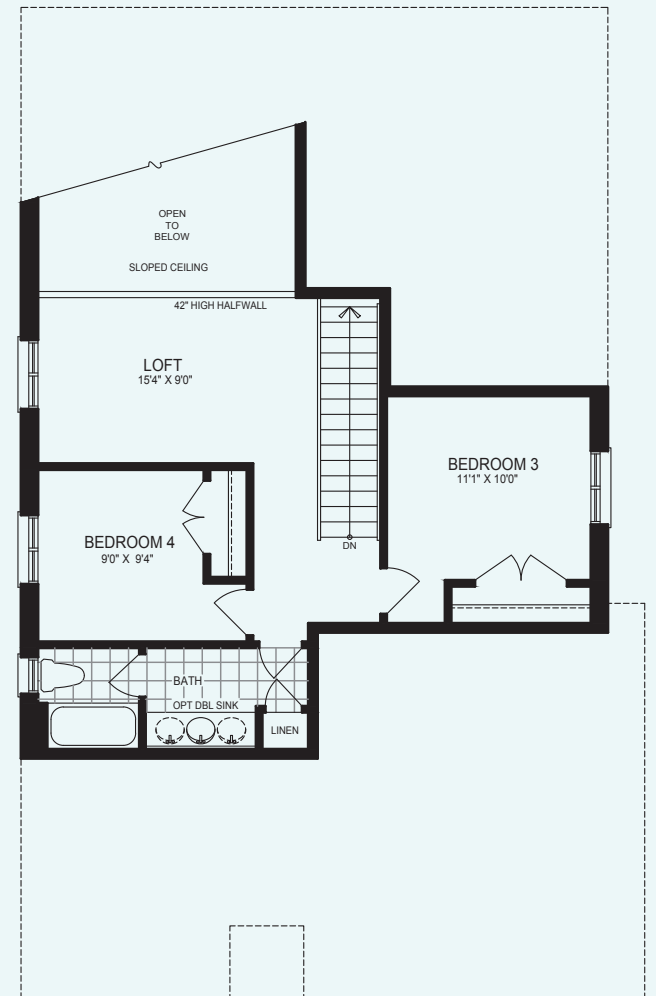 OPEN
TO
BELOW
SLOPED CEILING
42" HIGH HALFWALL
LOFT
15'4" X 9'0"
BEDROOM 3
11'1" X 10'0"
BEDROOM 4
9'0" X 9'4"
DN
BATH
OPT DBL SINK
LINEN